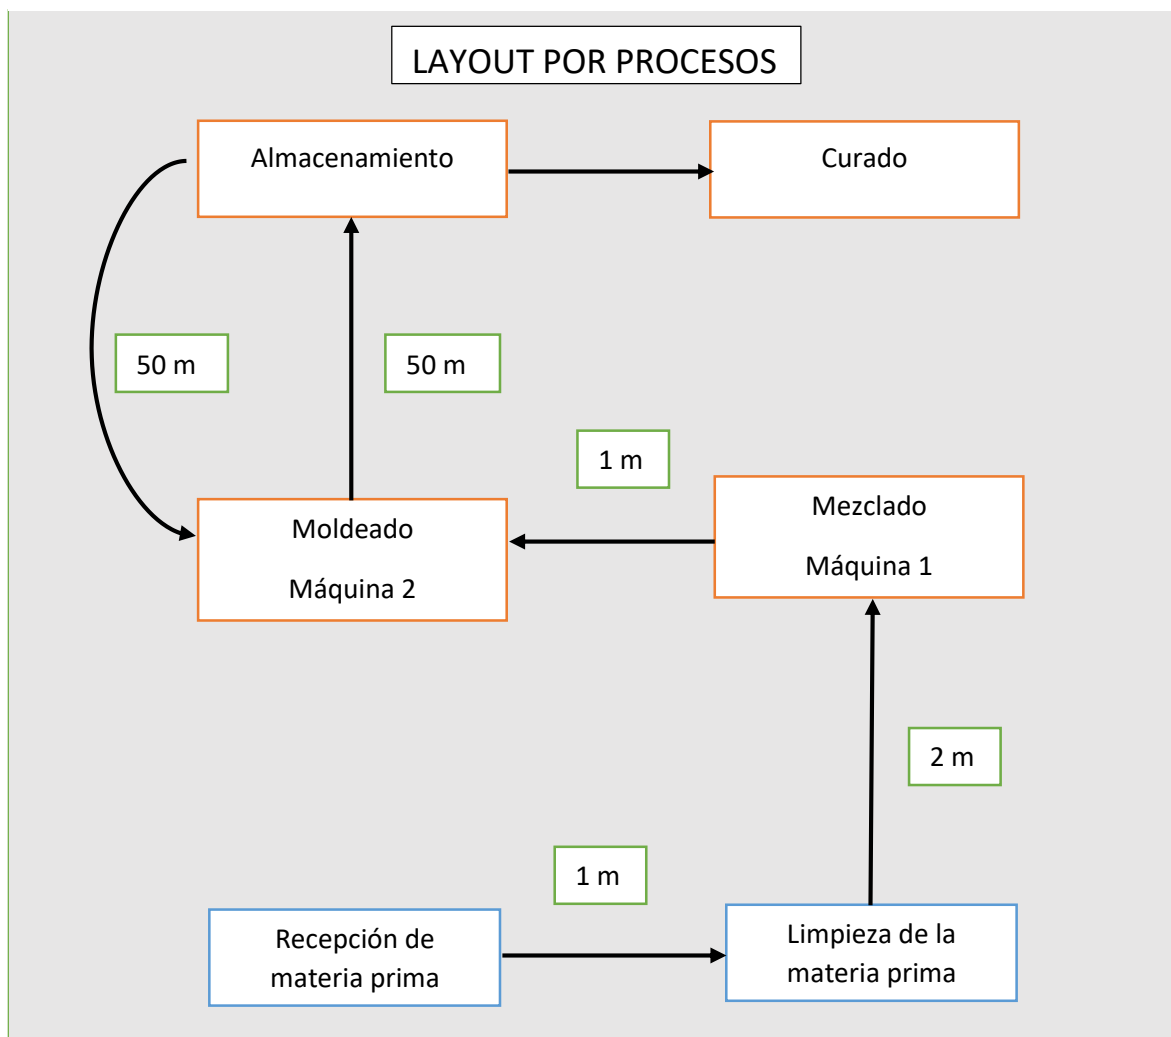 LAYOUT POR PROCESOS
Almacenamiento
Curado
50 m
50 m
1 m
Moldeado
Máquina 2
Mezclado
Máquina 1
2 m
1 m
Recepción de
materia prima
Limpieza de la
materia prima